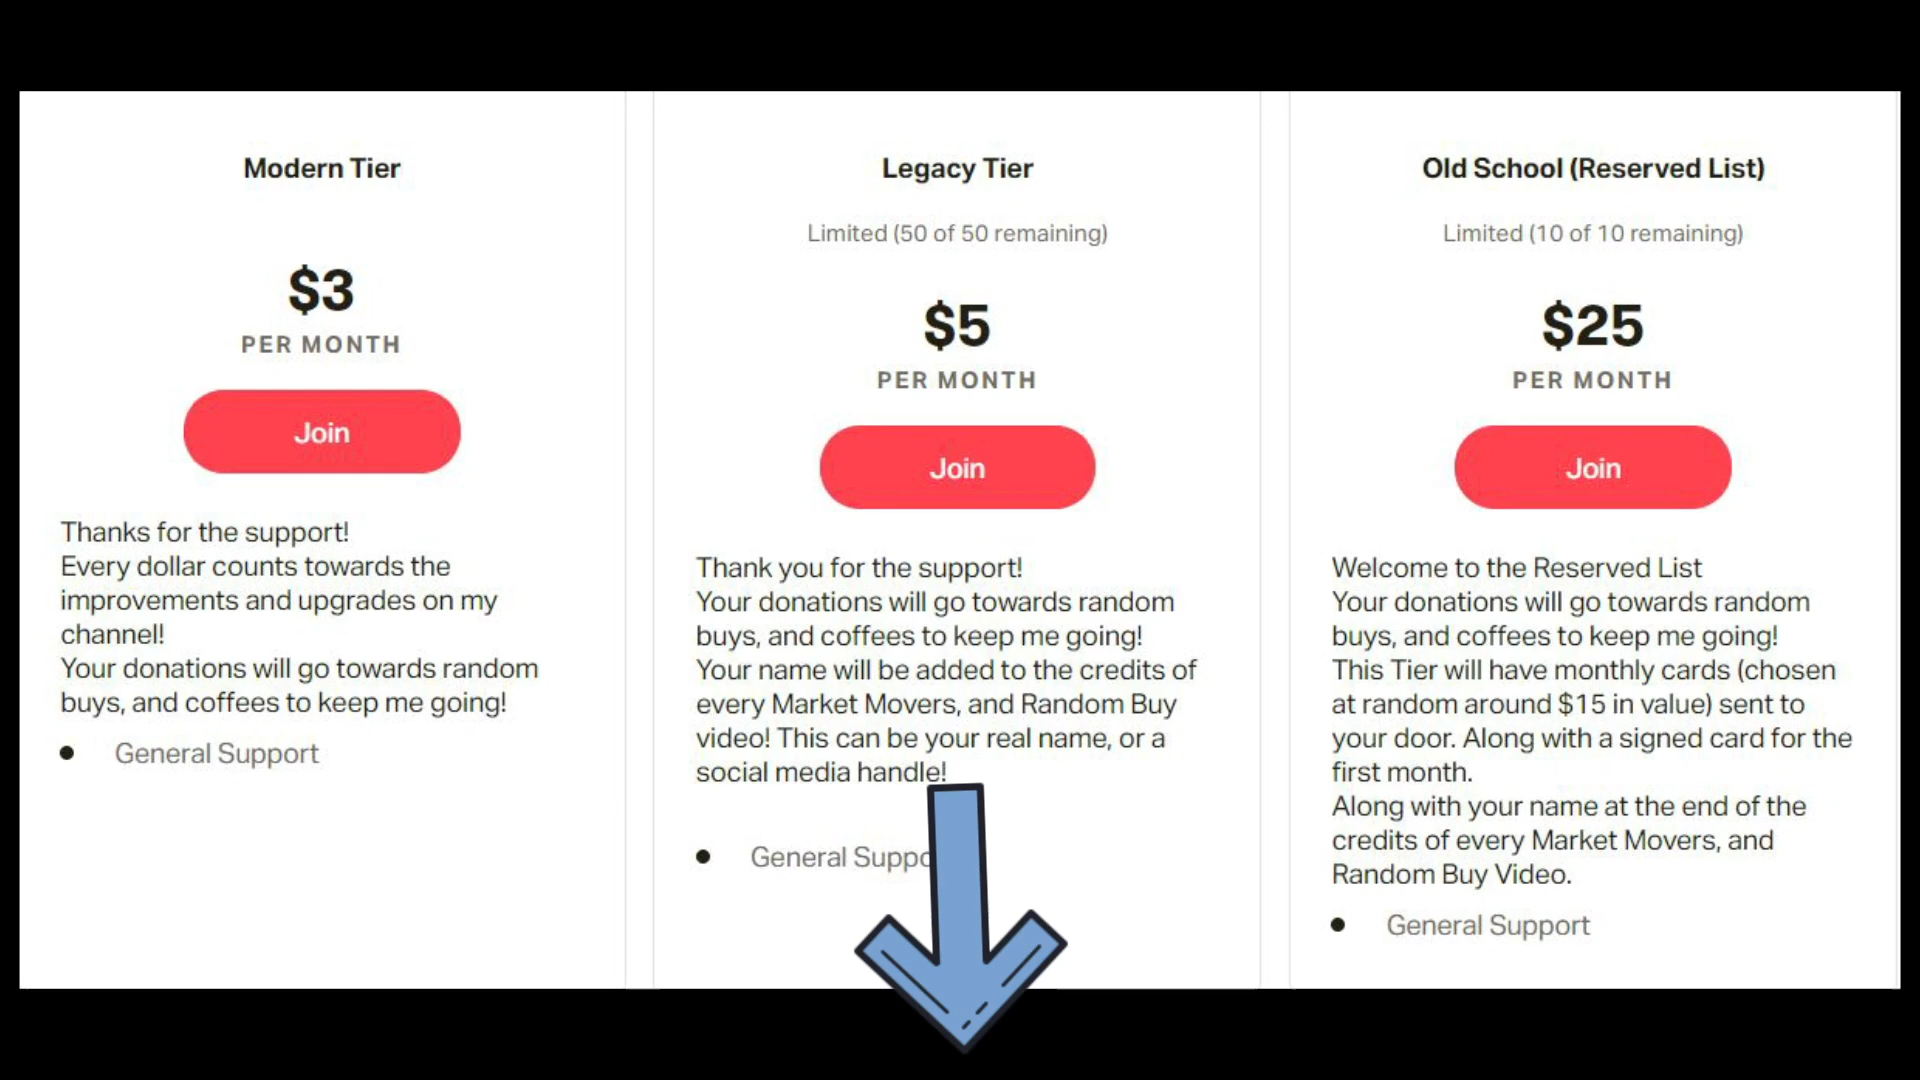 Modern Tier
$3
PER MONTH
Join
Thanks for the support!
Every dollar counts towards the
improvements and upgrades on my
channel!
Your donations will go towards random
buys, and coffees to keep me going!
General Support
Legacy Tier
Limited (50 of 50 remaining)
$5
PER MONTH
Join
Thank you for the support!
Your donations will go towards random
buys, and coffees to keep me going!
Your name will be added to the credits of
every Market Movers, and Random Buy
video! This can be your real name, or a
social media handle!
General
Old School (Reserved List)
Limited (10 of 10 remaining)
$25
PER MONTH
Join
Welcome to the Reserved List
Your donations will go towards random
buys, and coffees to keep me going!
This Tier will have monthly cards (chosen
at random around $15 in value) sent to
your door. Along with a signed card for the
first month.
Along with your name at the end of the
credits of every Market Movers, and
Random Buy Video.
General Support